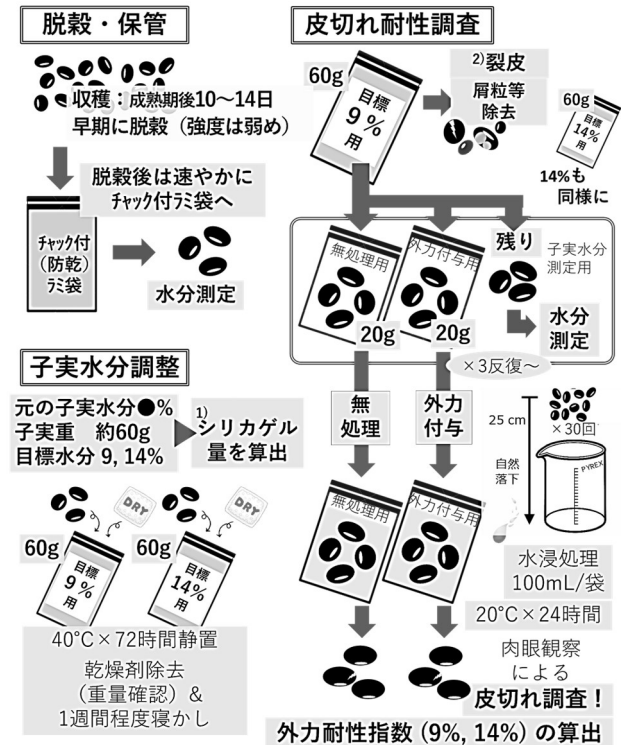 脱穀・保管
収穫：成熟期後10～14日
早期に脱穀（強度は弱め）
脱穀後は速やかに
ﾁｬｯｸ付ﾗﾐ袋へ
ﾁｬｯｸ付
(防乾)
ﾗﾐ袋
水分測定
子実水分調整
元の子実水分●%
子実重　約60g
目標水分 9, 14%
1)
シリカゲル
量を算出
DRY
DRY
60g
目標
9%
用
60g
目標
14%
用
40℃×72時間静置
乾燥剤除去
（重量確認）&
1週間程度寝かし
皮切れ耐性調査
60g
目標
9%
用
2)裂皮
屑粒等
除去
60g
目標
14%
用
14%も
同様に
無処理用
20g
外力付与用
20g
残り
子実水分
測定用
水分
測定
×3反復～
無
処理
外力
付与
25 cm
×30回
自然
落下
PYREX
無処理用
外力付与用
水浸処理
100mL/袋
20℃×24時間
肉眼観察
による
皮切れ調査！
外力耐性指数 (9%, 14%) の算出